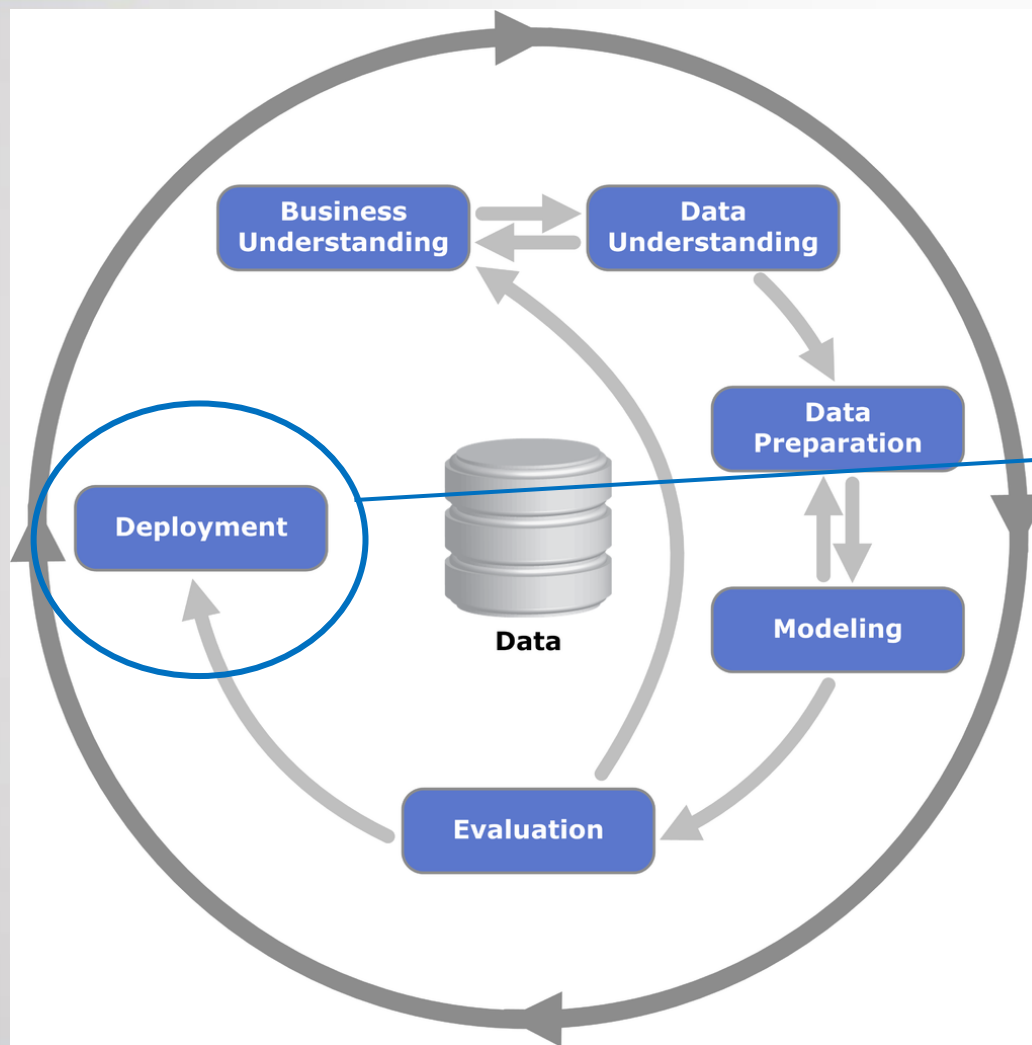 Business
Understanding
Data
Understanding
Data
Preparation
Deployment
Modeling
Data
Evaluation